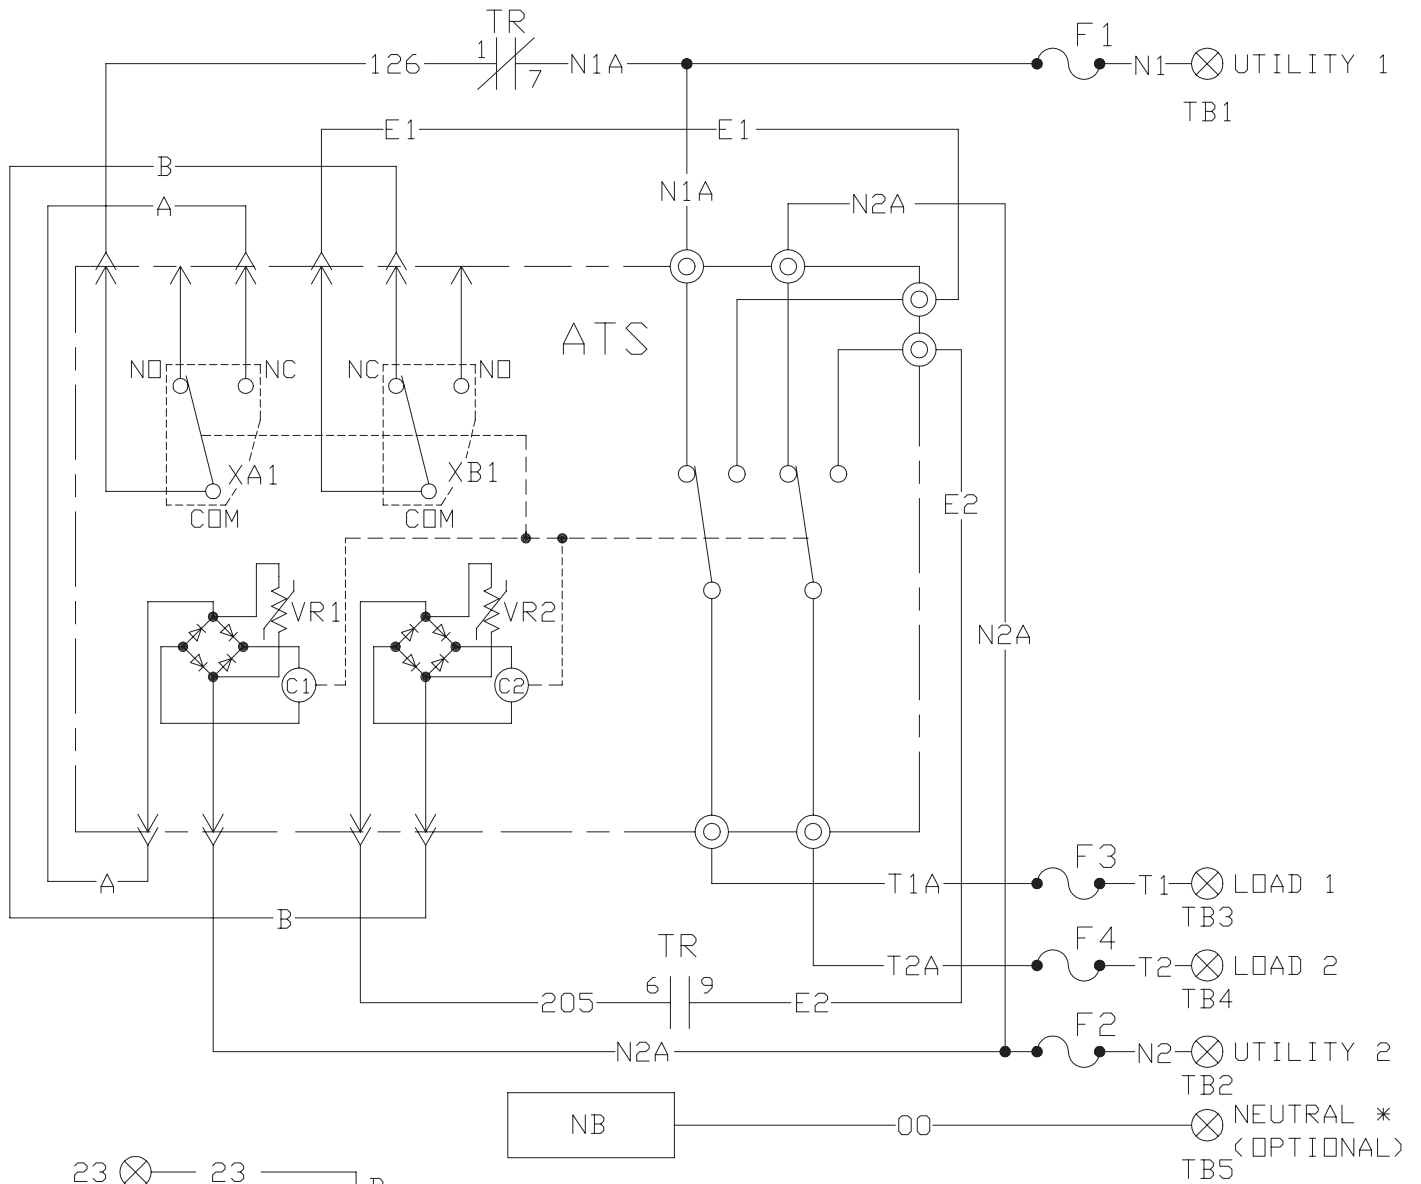 TR
F1
1
126
N1A
N1
UTILITY 1
7
TB1
E1
E1
B
N1A
A
N2A
ATS
NO
NC
NC
NO
XA1
XB1
E2
COM
COM
VR1
VR2
N2A
C1
C2
F3
A
T1A
T1
LOAD 1
TB3
B
F4
TR
T2A
T2
LOAD 2
6
9
TB4
205
E2
F2
N2A
N2
UTILITY 2
TB2
NEUTRAL *
NB
00
(OPTIONAL)
TB5
23
23